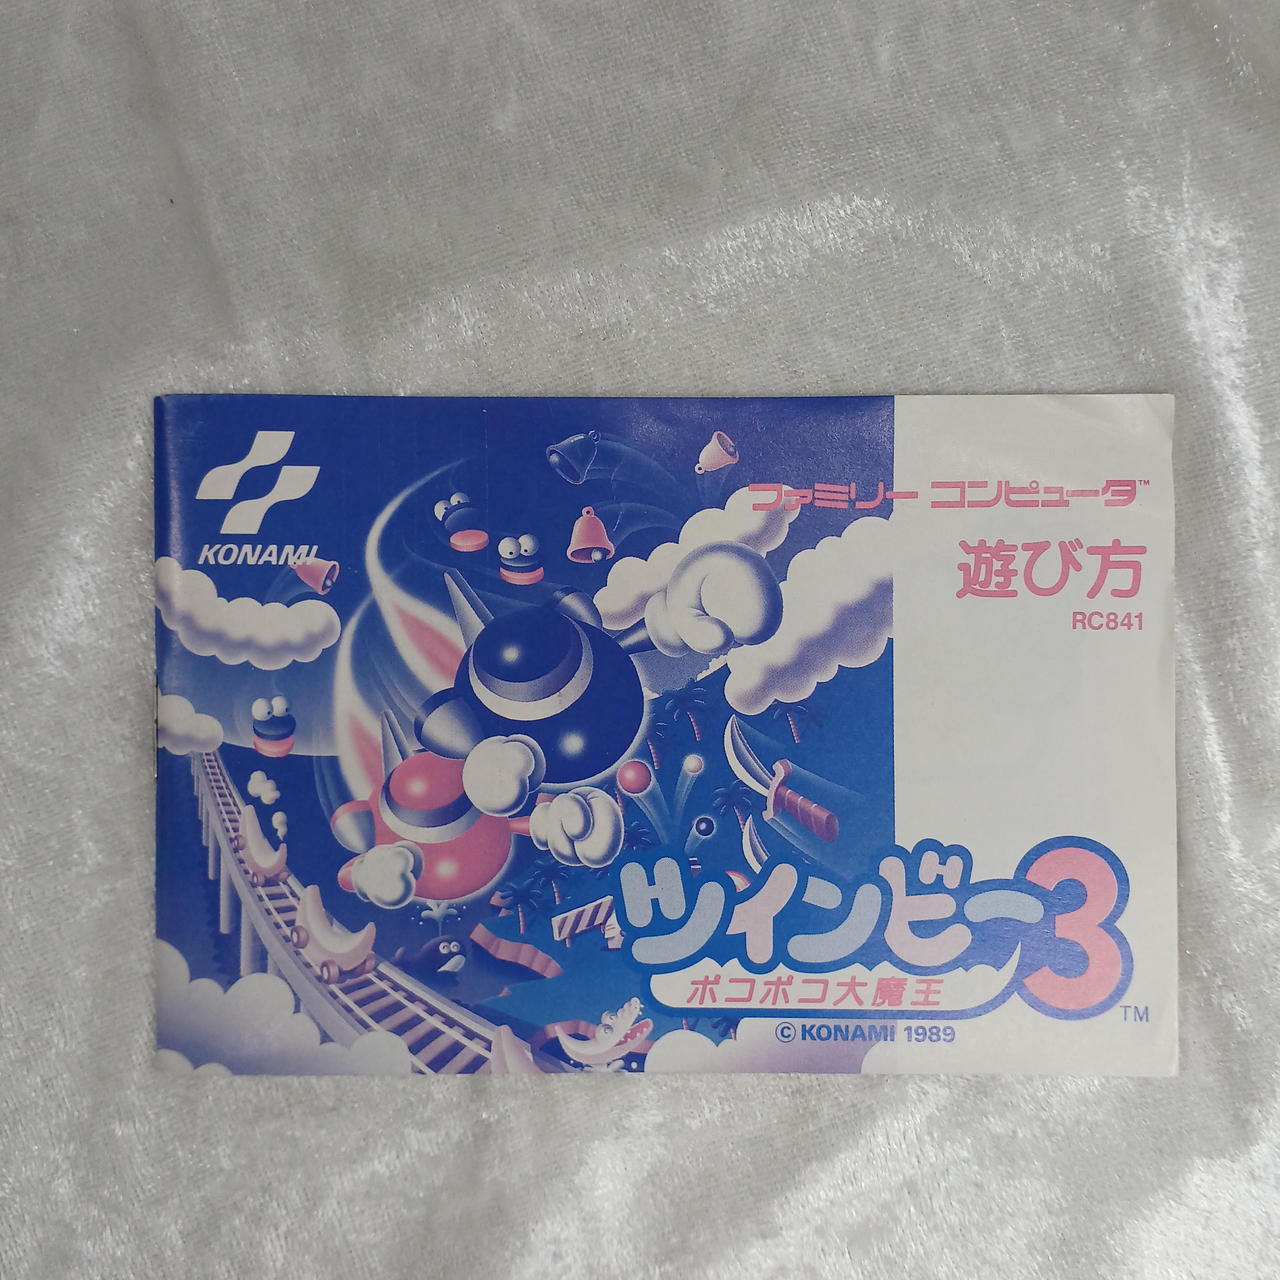 KONAMI
ファミリーコンピュータ™
遊び方
RC841
ツインビー3
ポコポコ大魔王
TM
© KONAMI 1989